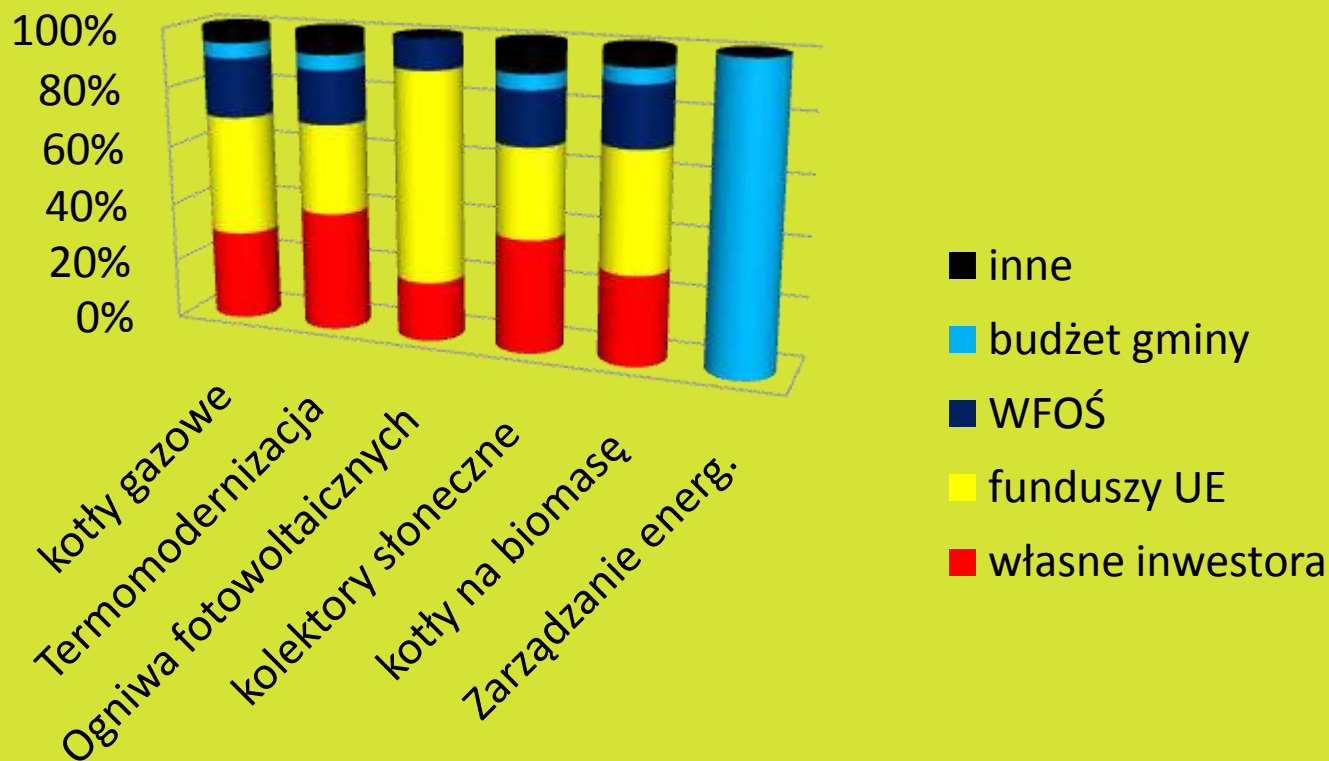 100%
80%
60%
40%
20%
0%
kotły gazowe
Termomodernizacja
Ogniwa fotowoltaicznych
kolektory słoneczne
kotły na biomasę
Zarządzanie energ.
inne
budżet gminy
WFOŚ
funduszy UE
własne inwestora